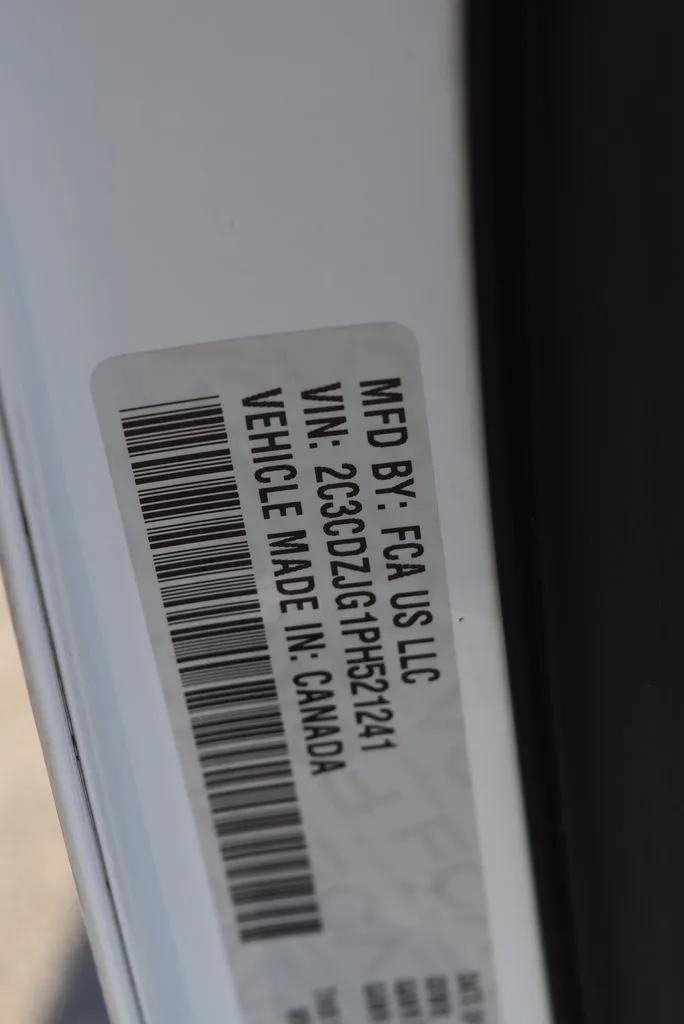 MFD BY: FCA US LLC
VIN: 2C3CDZJG1PH521241
VEHICLE MADE IN: CANADA